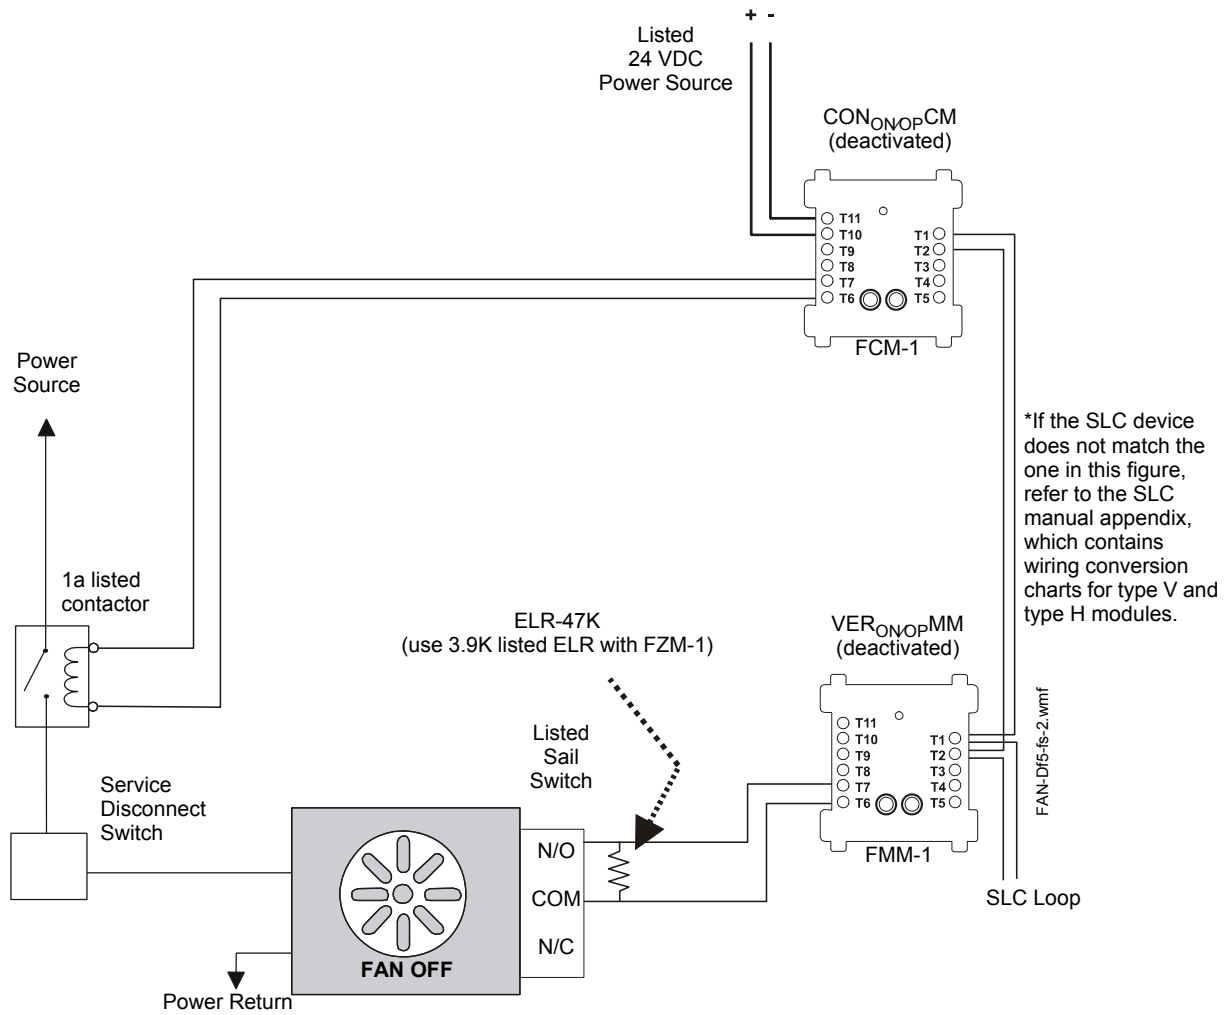 + -
Listed
24 VDC
Power Source
CONON/OPCM
(deactivated)
T11
T10
T9
T8
T7
T6
T1
T2
T3
T4
T5
FCM-1
Power
Source
*If the SLC device
does not match the
one in this figure,
refer to the SLC
manual appendix,
which contains
wiring conversion
charts for type V and
type H modules.
1a listed
contactor
ELR-47K
(use 3.9K listed ELR with FZM-1)
VERON/OPMM
(deactivated)
T11
T10
T9
T8
T7
T6
T1
T2
T3
T4
T5
FMM-1
FAN-Df5-fs-2.wmf
Listed
Sail
Switch
Service
Disconnect
Switch
N/O
COM
N/C
FAN OFF
SLC Loop
Power Return